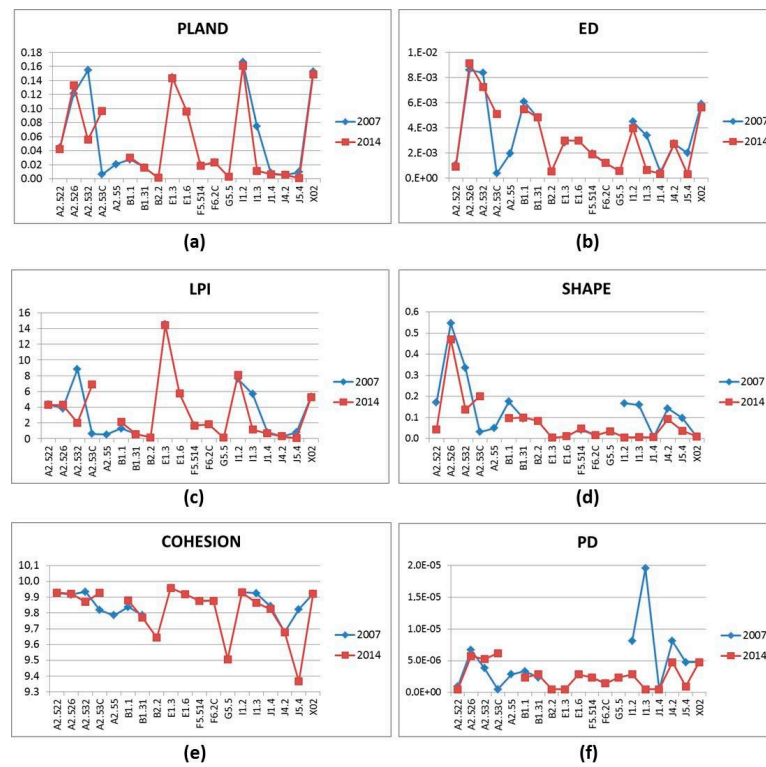 PLAND
0.18
0.16
0.14
0.12
0.10
0.08
0.06
0.04
0.02
0.00
A2.522
A2.526
A2.532
A2.53C
A2.55
B1.1
B1.31
B2.2
E1.3
E1.6
F5.514
F6.2C
G5.5
I1.2
I1.3
J1.4
J4.2
J5.4
X02
2007
2014
(a)
ED
1.E-02
8.E-03
6.E-03
4.E-03
2.E-03
0.E+00
A2.522
A2.526
A2.532
A2.53C
A2.55
B1.1
B1.31
B2.2
E1.3
E1.6
F5.514
F6.2C
G5.5
I1.2
I1.3
J1.4
J4.2
J5.4
X02
2007
2014
(b)
LPI
16
14
12
10
8
6
4
2
0
A2.522
A2.526
A2.532
A2.53C
A2.55
B1.1
B1.31
B2.2
E1.3
E1.6
F5.514
F6.2C
G5.5
I1.2
I1.3
J1.4
J4.2
J5.4
X02
2007
2014
(c)
SHAPE
0.6
0.5
0.4
0.3
0.2
0.1
0.0
A2.522
A2.526
A2.532
A2.53C
A2.55
B1.1
B1.31
B2.2
E1.3
E1.6
F5.514
F6.2C
G5.5
I1.2
I1.3
J1.4
J4.2
J5.4
X02
2007
2014
(d)
COHESION
10,1
10.0
9.9
9.8
9.7
9.6
9.5
9.4
9.3
A2.522
A2.526
A2.532
A2.53C
A2.55
B1.1
B1.31
B2.2
E1.3
E1.6
F5.514
F6.2C
G5.5
I1.2
I1.3
J1.4
J4.2
J5.4
X02
2007
2014
(e)
PD
2.0E-05
1.5E-05
1.0E-05
5.0E-06
0.0E+00
A2.522
A2.526
A2.532
A2.53C
A2.55
B1.1
B1.31
B2.2
E1.3
E1.6
F5.514
F6.2C
G5.5
I1.2
I1.3
J1.4
J4.2
J5.4
X02
2007
2014
(f)